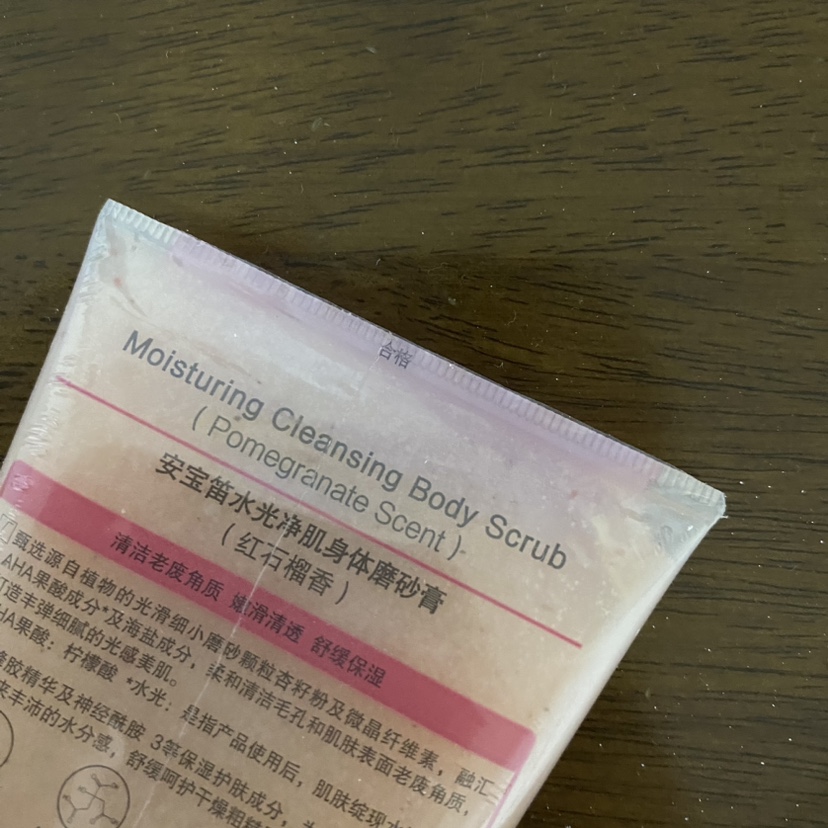 合格
Moisturing Cleansing Body Scrub
( Pomegranate Scent )
安宝笛水光净肌身体磨砂膏
( 红石榴香 )
清洁老废角质 嫩滑清透 舒缓保湿
甄选源自植物的光滑细小磨砂颗粒杏籽粉及微晶纤维素，融汇
AHA果酸成分*及海盐成分，柔和清洁毛孔和肌肤表面老废角质，
打造丰弹细腻的光感美肌。
HA果酸：柠檬酸 *水光：是指产品使用后，肌肤绽现水
胶精华及神经酰胺 3等保湿护肤成分，为
来丰沛的水分感，舒缓呵护干燥粗糙